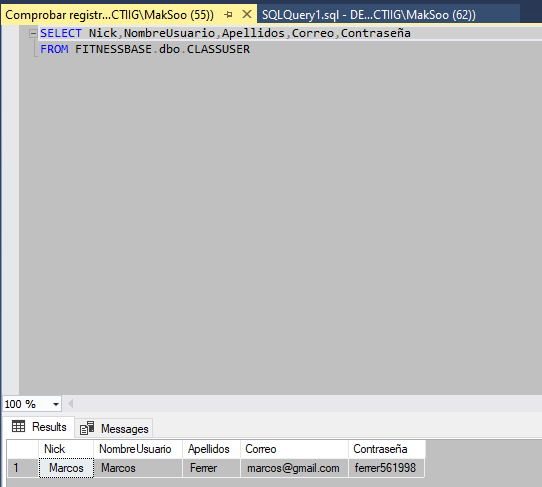 Comprobar registr...CTIIG\MakSoo (55)) SQLQuery1.sql - DE...CTIIG\MakSoo (62))
SELECT Nick,NombreUsuario,Apellidos,Correo,Contraseña
FROM FITNESSBASE.dbo.CLASSUSER
100 %
Results Messages
Nick NombreUsuario Apellidos Correo Contraseña
1 Marcos Marcos Ferrer marcos@gmail.com ferrer561998